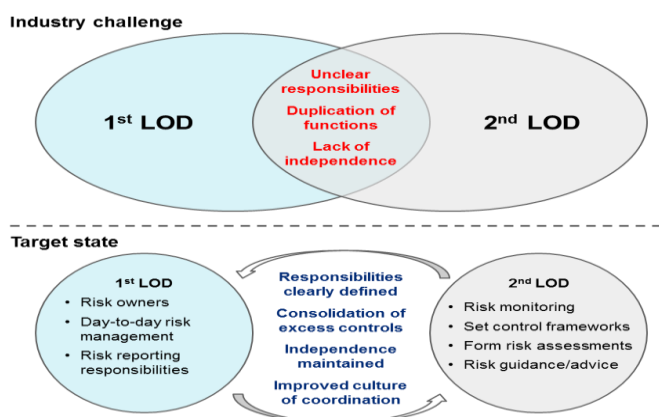 Industry challenge
1st LOD
Unclear
responsibilities
Duplication of
functions
Lack of
independence
2nd LOD
Target state
1st LOD
• Risk owners
• Day-to-day risk
management
• Risk reporting
responsibilities
Responsibilities
clearly defined
Consolidation of
excess controls
Independence
maintained
Improved culture
of coordination
2nd LOD
• Risk monitoring
• Set control frameworks
• Form risk assessments
• Risk guidance/advice